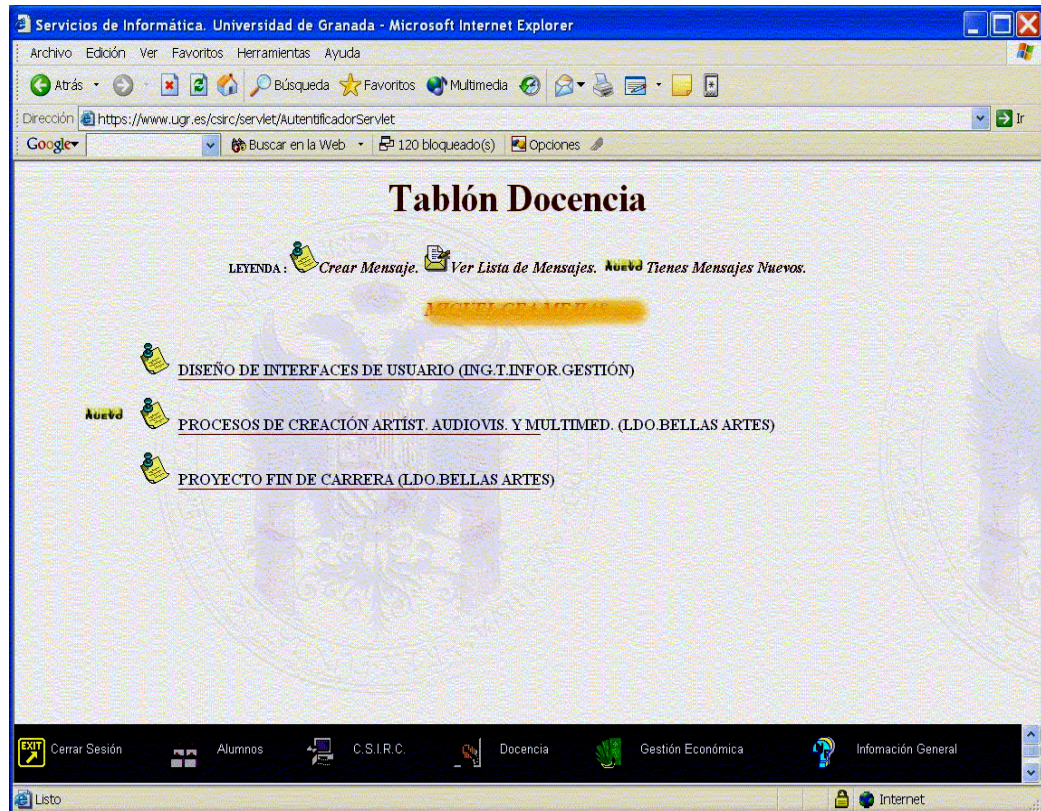 Servicios de Informática. Universidad de Granada - Microsoft Internet Explorer
Archivo Edición Ver Favoritos Herramientas Ayuda
Atrás Búsqueda Favoritos Multimedia
Dirección https://www.ugr.es/csirc/servlet/AutentificadorServlet Ir
Google Buscar en la Web 120 bloqueado(s) Opciones
Tablón Docencia
LEYENDA: Crear Mensaje. Ver Lista de Mensajes. Nuevo Tienes Mensajes Nuevos.
DISEÑO DE INTERFACES DE USUARIO (ING.T.INFOR.GESTIÓN)
Nuevo PROCESOS DE CREACIÓN ARTÍST. AUDIOVIS. Y MULTIMED. (LDO.BELLAS ARTES)
PROYECTO FIN DE CARRERA (LDO.BELLAS ARTES)
EXIT Cerrar Sesión Alumnos C.S.I.R.C. Docencia Gestión Económica Infomación General
Listo Internet